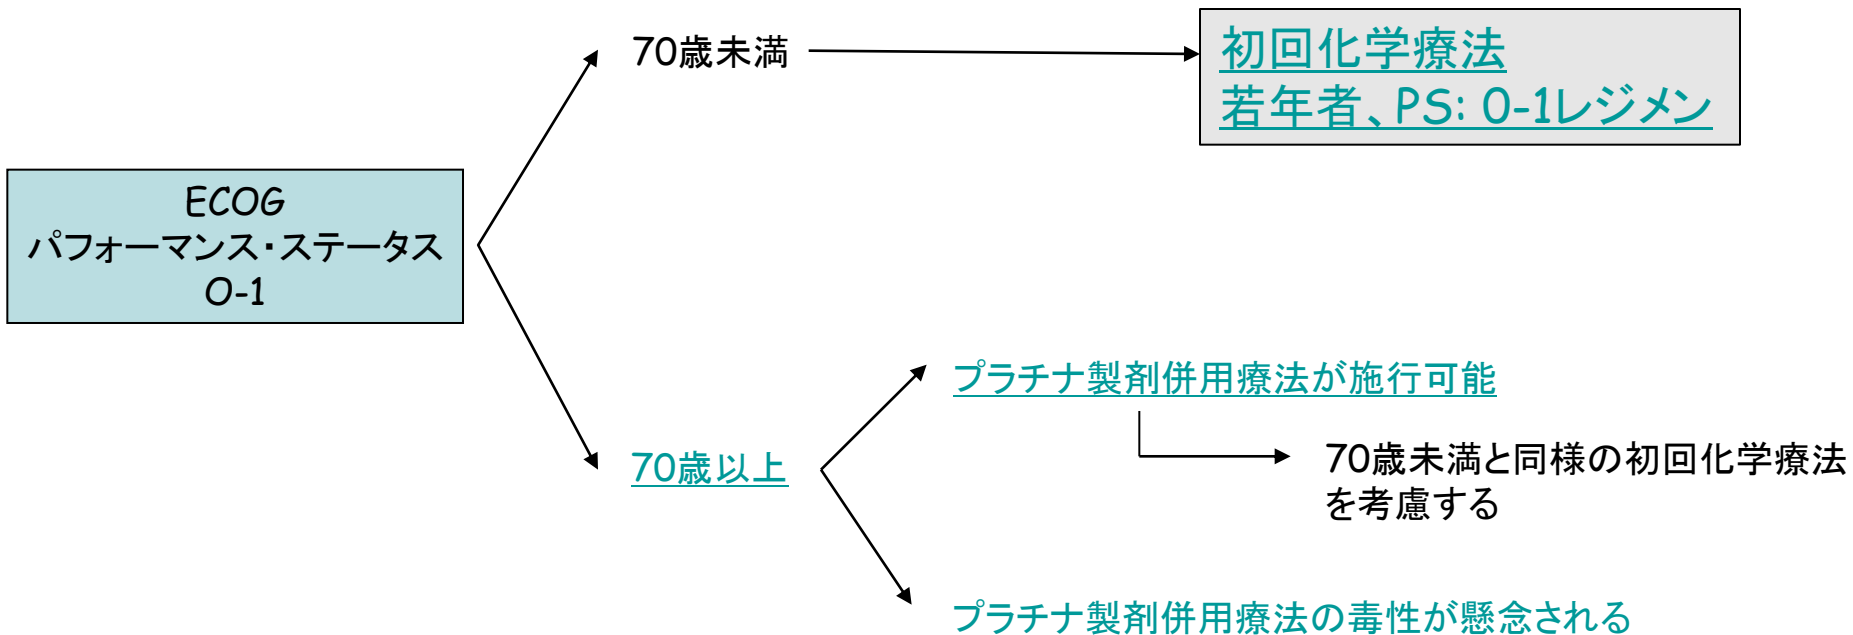 70歳未満
初回化学療法
若年者、PS: 0-1レジメン
ECOG
パフォーマンス・ステータス
0-1
プラチナ製剤併用療法が施行可能
70歳以上
70歳未満と同様の初回化学療法
を考慮する
プラチナ製剤併用療法の毒性が懸念される